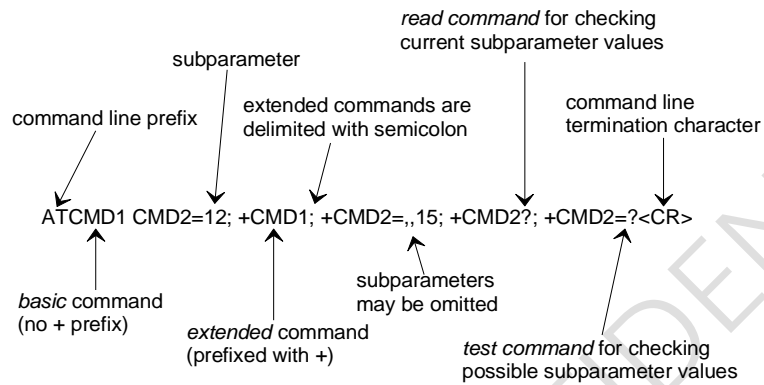 read command for checking
current subparameter values
subparameter
extended commands are
delimited with semicolon
command line
termination character
command line prefix
ATCMD1 CMD2=12; +CMD1; +CMD2=,,15; +CMD2?; +CMD2=?<CR>
subparameters
may be omitted
basic command
(no + prefix)
extended command
(prefixed with +)
test command for checking
possible subparameter values